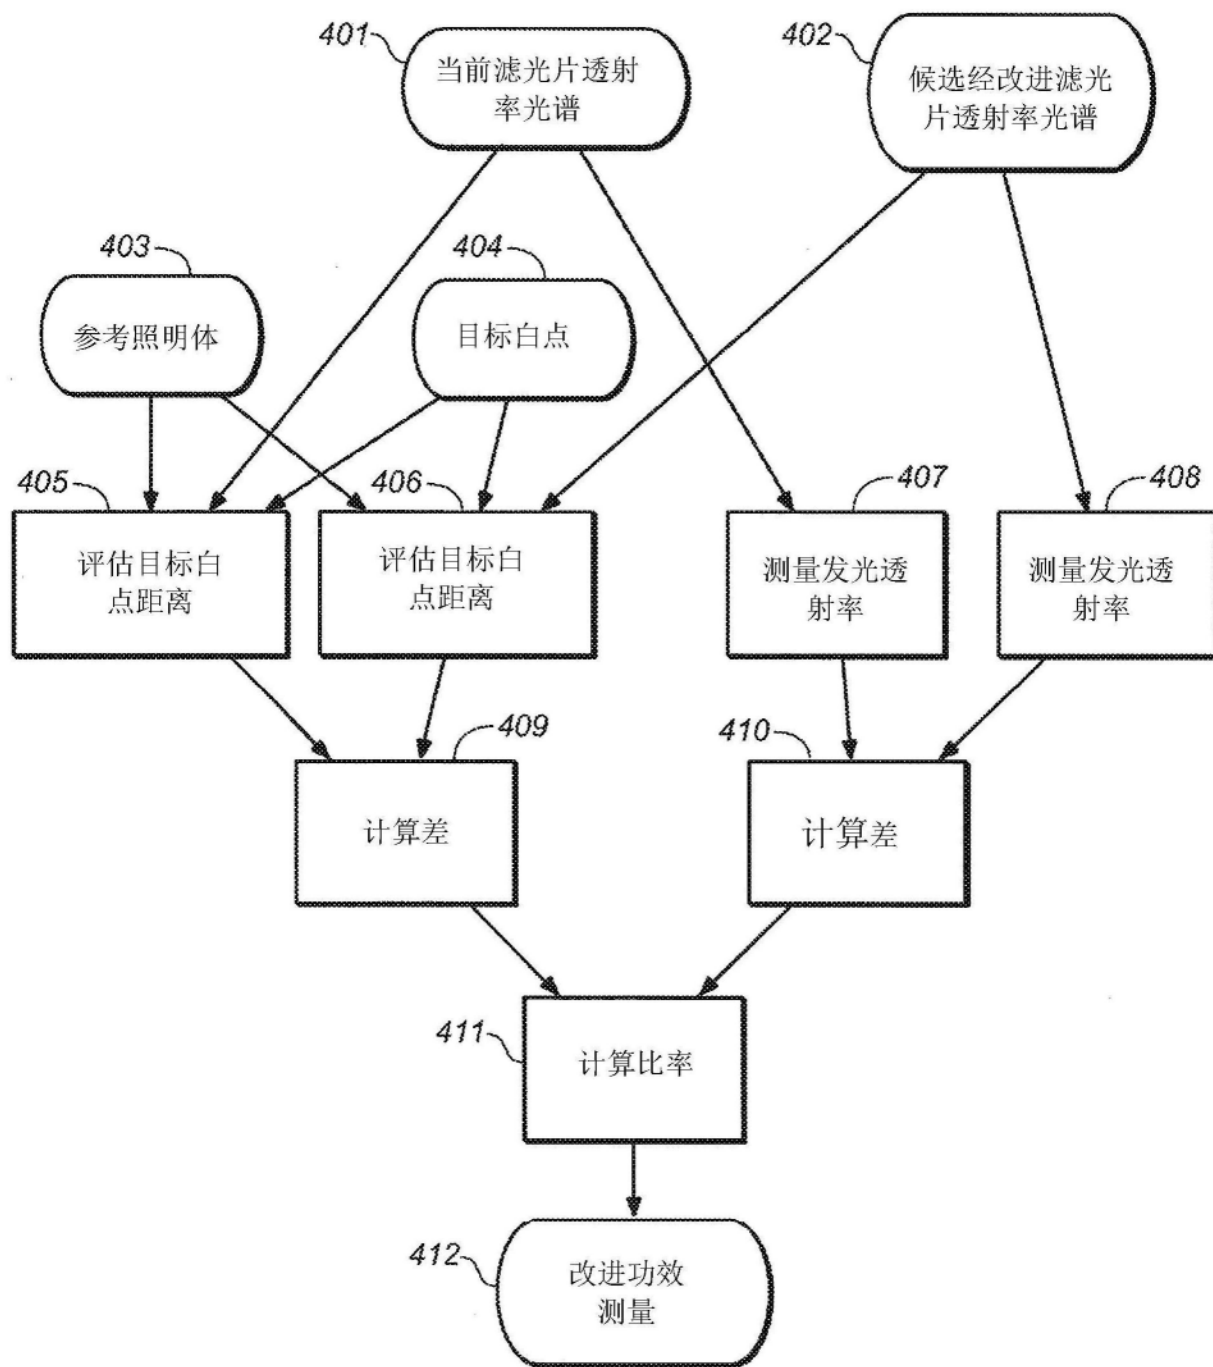 401
当前滤光片透射
率光谱
402
候选经改进滤光
片透射率光谱
403
参考照明体
404
目标白点
405
评估目标白
点距离
406
评估目标白
点距离
407
测量发光透
射率
408
测量发光透
射率
409
计算差
410
计算差
411
计算比率
412
改进功效
测量